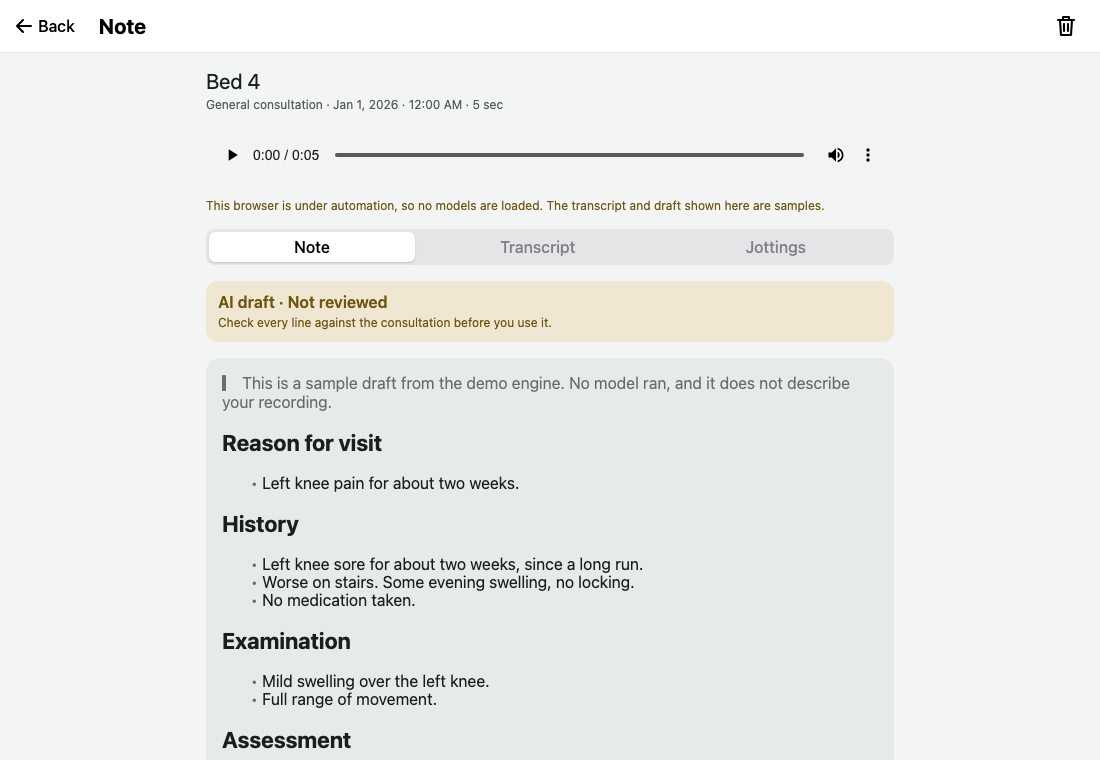 Back Note
Bed 4
General consultation · Jan 1, 2026 · 12:00 AM · 5 sec
0:00 / 0:05
This browser is under automation, so no models are loaded. The transcript and draft shown here are samples.
Note Transcript Jottings
AI draft · Not reviewed
Check every line against the consultation before you use it.
This is a sample draft from the demo engine. No model ran, and it does not describe
your recording.
Reason for visit
• Left knee pain for about two weeks.
History
• Left knee sore for about two weeks, since a long run.
• Worse on stairs. Some evening swelling, no locking.
• No medication taken.
Examination
• Mild swelling over the left knee.
• Full range of movement.
Assessment